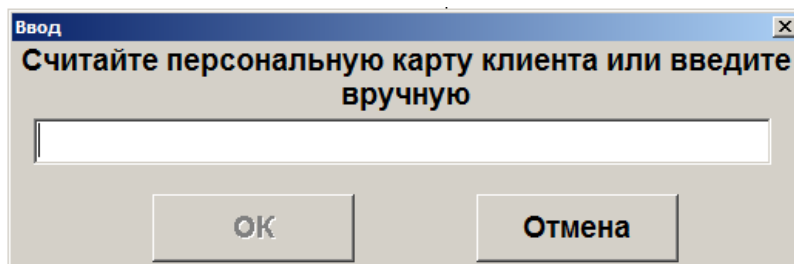 Ввод
Считайте персональную карту клиента или введите
вручную
ОК
Отмена